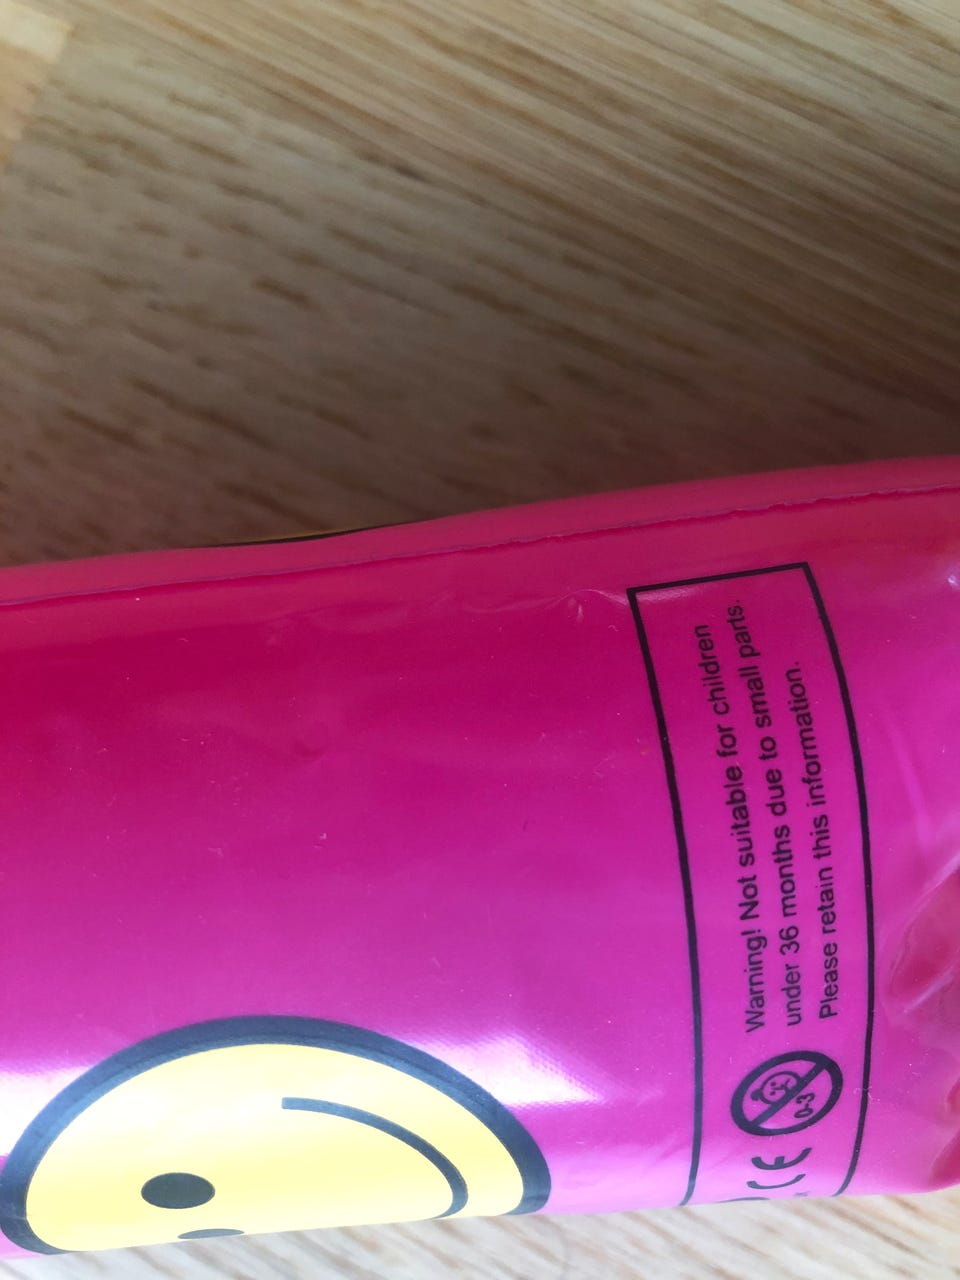 Warning! Not suitable for children
under 36 months due to small parts.
Please retain this information.
0-3
CE